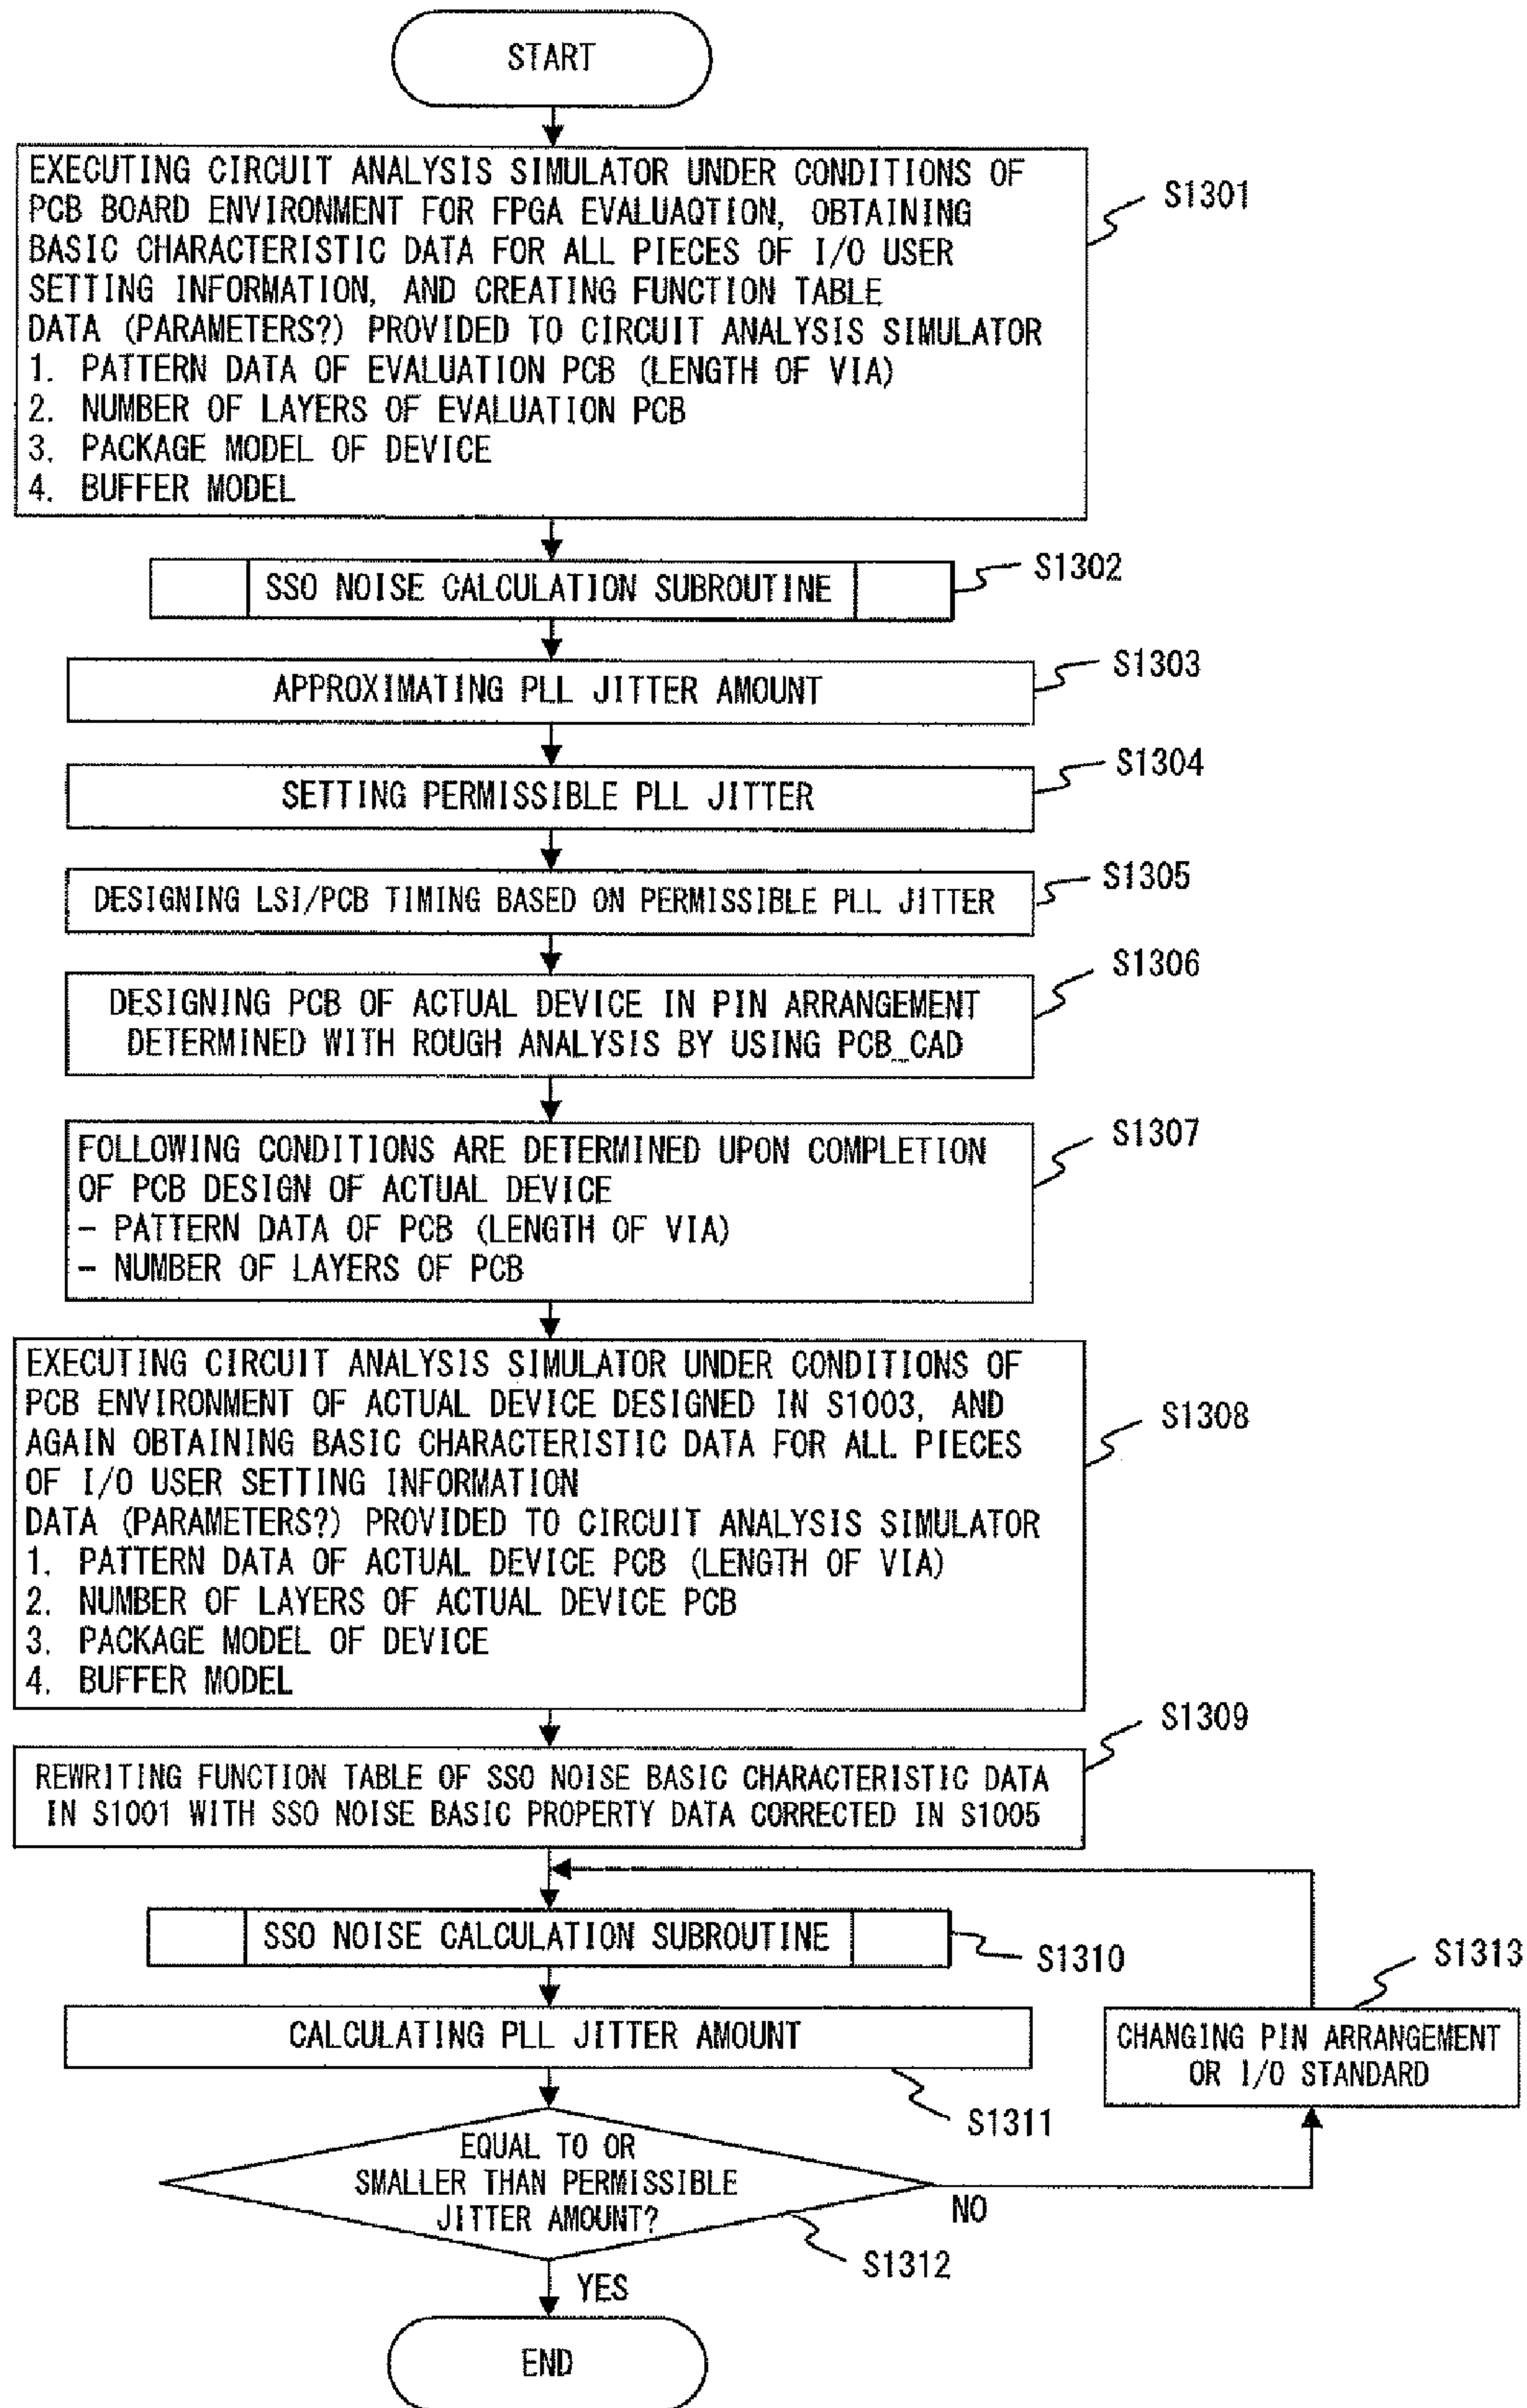 START
EXECUTING CIRCUIT ANALYSIS SIMULATOR UNDER CONDITIONS OF
PCB BOARD ENVIRONMENT FOR FPGA EVALUAQTION, OBTAINING
BASIC CHARACTERISTIC DATA FOR ALL PIECES OF I/O USER
SETTING INFORMATION, AND CREATING FUNCTION TABLE
DATA (PARAMETERS?) PROVIDED TO CIRCUIT ANALYSIS SIMULATOR
1. PATTERN DATA OF EVALUATION PCB (LENGTH OF VIA)
2. NUMBER OF LAYERS OF EVALUATION PCB
3. PACKAGE MODEL OF DEVICE
4. BUFFER MODEL
S1301
SSO NOISE CALCULATION SUBROUTINE
S1302
APPROXIMATING PLL JITTER AMOUNT
S1303
SETTING PERMISSIBLE PLL JITTER
S1304
DESIGNING LSI/PCB TIMING BASED ON PERMISSIBLE PLL JITTER
S1305
DESIGNING PCB OF ACTUAL DEVICE IN PIN ARRANGEMENT
DETERMINED WITH ROUGH ANALYSIS BY USING PCB_CAD
S1306
FOLLOWING CONDITIONS ARE DETERMINED UPON COMPLETION
OF PCB DESIGN OF ACTUAL DEVICE
- PATTERN DATA OF PCB (LENGTH OF VIA)
- NUMBER OF LAYERS OF PCB
S1307
EXECUTING CIRCUIT ANALYSIS SIMULATOR UNDER CONDITIONS OF
PCB ENVIRONMENT OF ACTUAL DEVICE DESIGNED IN S1003, AND
AGAIN OBTAINING BASIC CHARACTERISTIC DATA FOR ALL PIECES
OF I/O USER SETTING INFORMATION
DATA (PARAMETERS?) PROVIDED TO CIRCUIT ANALYSIS SIMULATOR
1. PATTERN DATA OF ACTUAL DEVICE PCB (LENGTH OF VIA)
2. NUMBER OF LAYERS OF ACTUAL DEVICE PCB
3. PACKAGE MODEL OF DEVICE
4. BUFFER MODEL
S1308
REWRITING FUNCTION TABLE OF SSO NOISE BASIC CHARACTERISTIC DATA
IN S1001 WITH SSO NOISE BASIC PROPERTY DATA CORRECTED IN S1005
S1309
SSO NOISE CALCULATION SUBROUTINE
S1310
CALCULATING PLL JITTER AMOUNT
S1311
EQUAL TO OR
SMALLER THAN PERMISSIBLE
JITTER AMOUNT?
S1312
NO
CHANGING PIN ARRANGEMENT
OR I/O STANDARD
S1313
YES
END